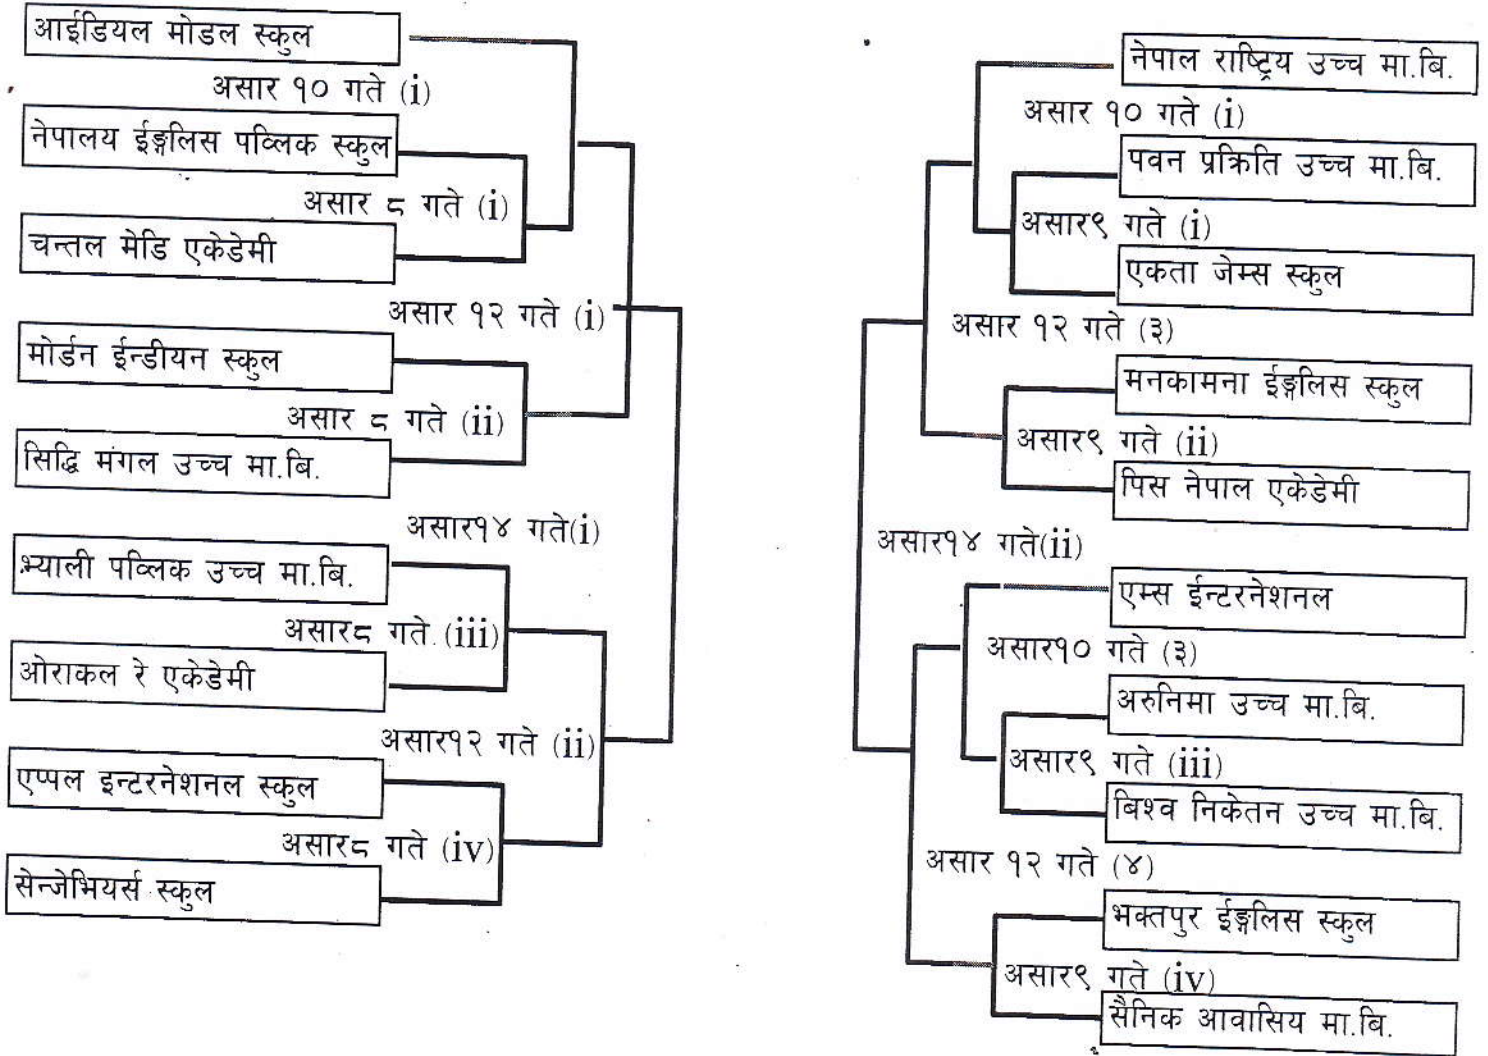 आईडियल मोडल स्कुल
असार १० गते (i)
नेपालय ईङ्गलिस पव्लिक स्कुल
असार ८ गते (i)
चन्तल मेडि एकेडेमी
असार १२ गते (i)
मोर्डन ईन्डीयन स्कुल
असार ८ गते (ii)
सिद्धि मंगल उच्च मा.बि.
असार१४ गते(i)
भ्याली पव्लिक उच्च मा.बि.
असार८ गते. (iii)
ओराकल रे एकेडेमी
असार१२ गते (ii)
एप्पल इन्टरनेशनल स्कुल
असार८ गते (iv)
सेन्जेभियर्स स्कुल
नेपाल राष्ट्रिय उच्च मा.बि.
असार १० गते (i)
पवन प्रक्रिति उच्च मा.बि.
असार९ गते (i)
एकता जेम्स स्कुल
असार १२ गते (३)
मनकामना ईङ्गलिस स्कुल
असार९ गते (ii)
पिस नेपाल एकेडेमी
असार१४ गते(ii)
एम्स ईन्टरनेशनल
असार१० गते (३)
अरुनिमा उच्च मा.बि.
असार९ गते (iii)
बिश्व निकेतन उच्च मा.बि.
असार १२ गते (४)
भक्तपुर ईङ्गलिस स्कुल
असार९ गते (iv)
सैनिक आवासिय मा.बि.